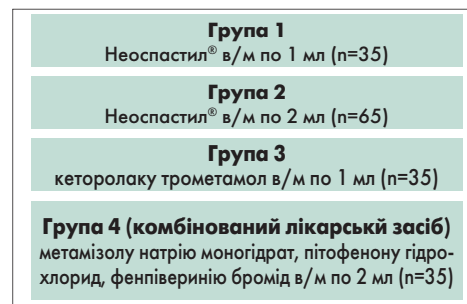 Група 1
Неоспастил® в/м по 1 мл (n=35)
Група 2
Неоспастил® в/м по 2 мл (n=65)
Група 3
кеторолаку трометамол в/м по 1 мл (n=35)
Група 4 (комбінований лікарськй засіб)
метамізолу натрію моногідрат, пітофенону гідро-
хлорид, фенпіверинію бромід в/м по 2 мл (n=35)